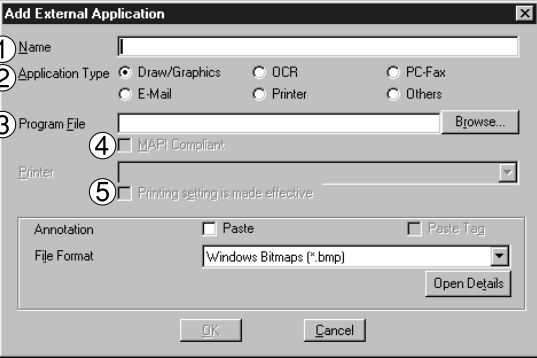 Add External Application
1 Name
2 Application Type Draw/Graphics OCR PC-Fax
E-Mail Printer Others
3 Program File Browse...
4 MAPI Compliant
Printer
5 Printing setting is made effective
Annotation Paste Paste Tag
File Format Windows Bitmaps (*.bmp)
Open Details
OK Cancel